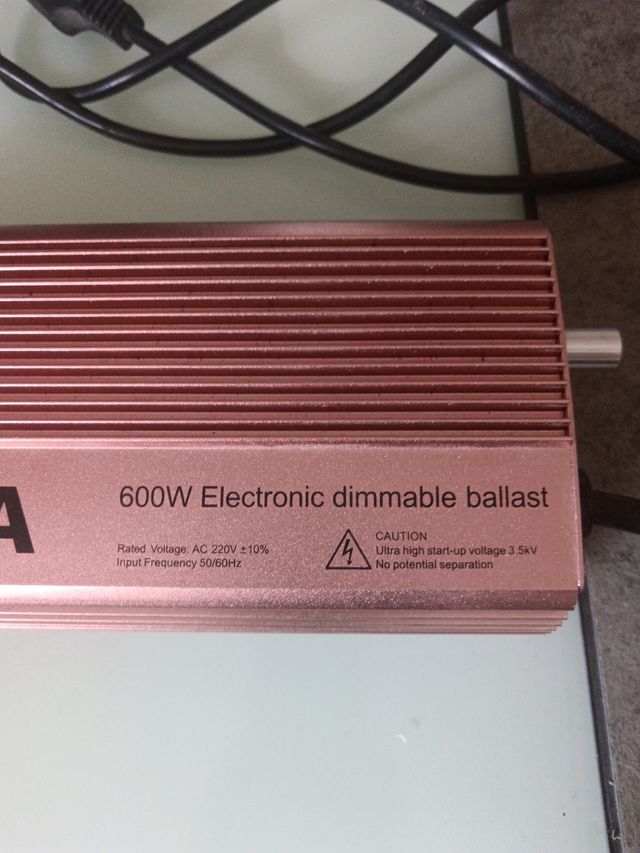 A
600W Electronic dimmable ballast
Rated Voltage: AC 220V ±10%
Input Frequency 50/60Hz
CAUTION
Ultra high start-up voltage 3.5kV
No potential separation